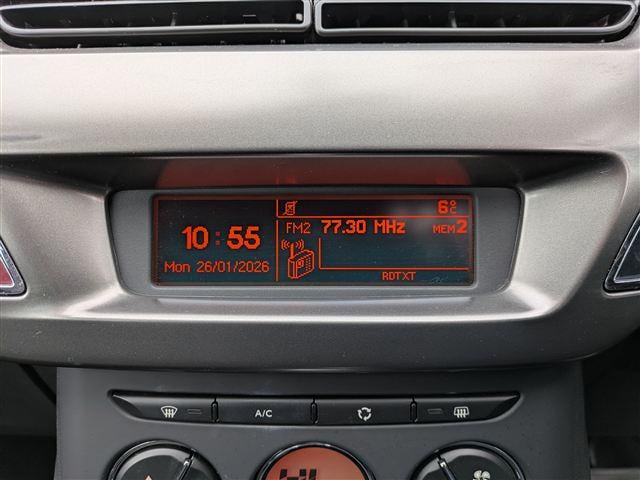 6°C
10:55
FM2 77.30 MHz MEM2
Mon 26/01/2026
RDTXT
A/C